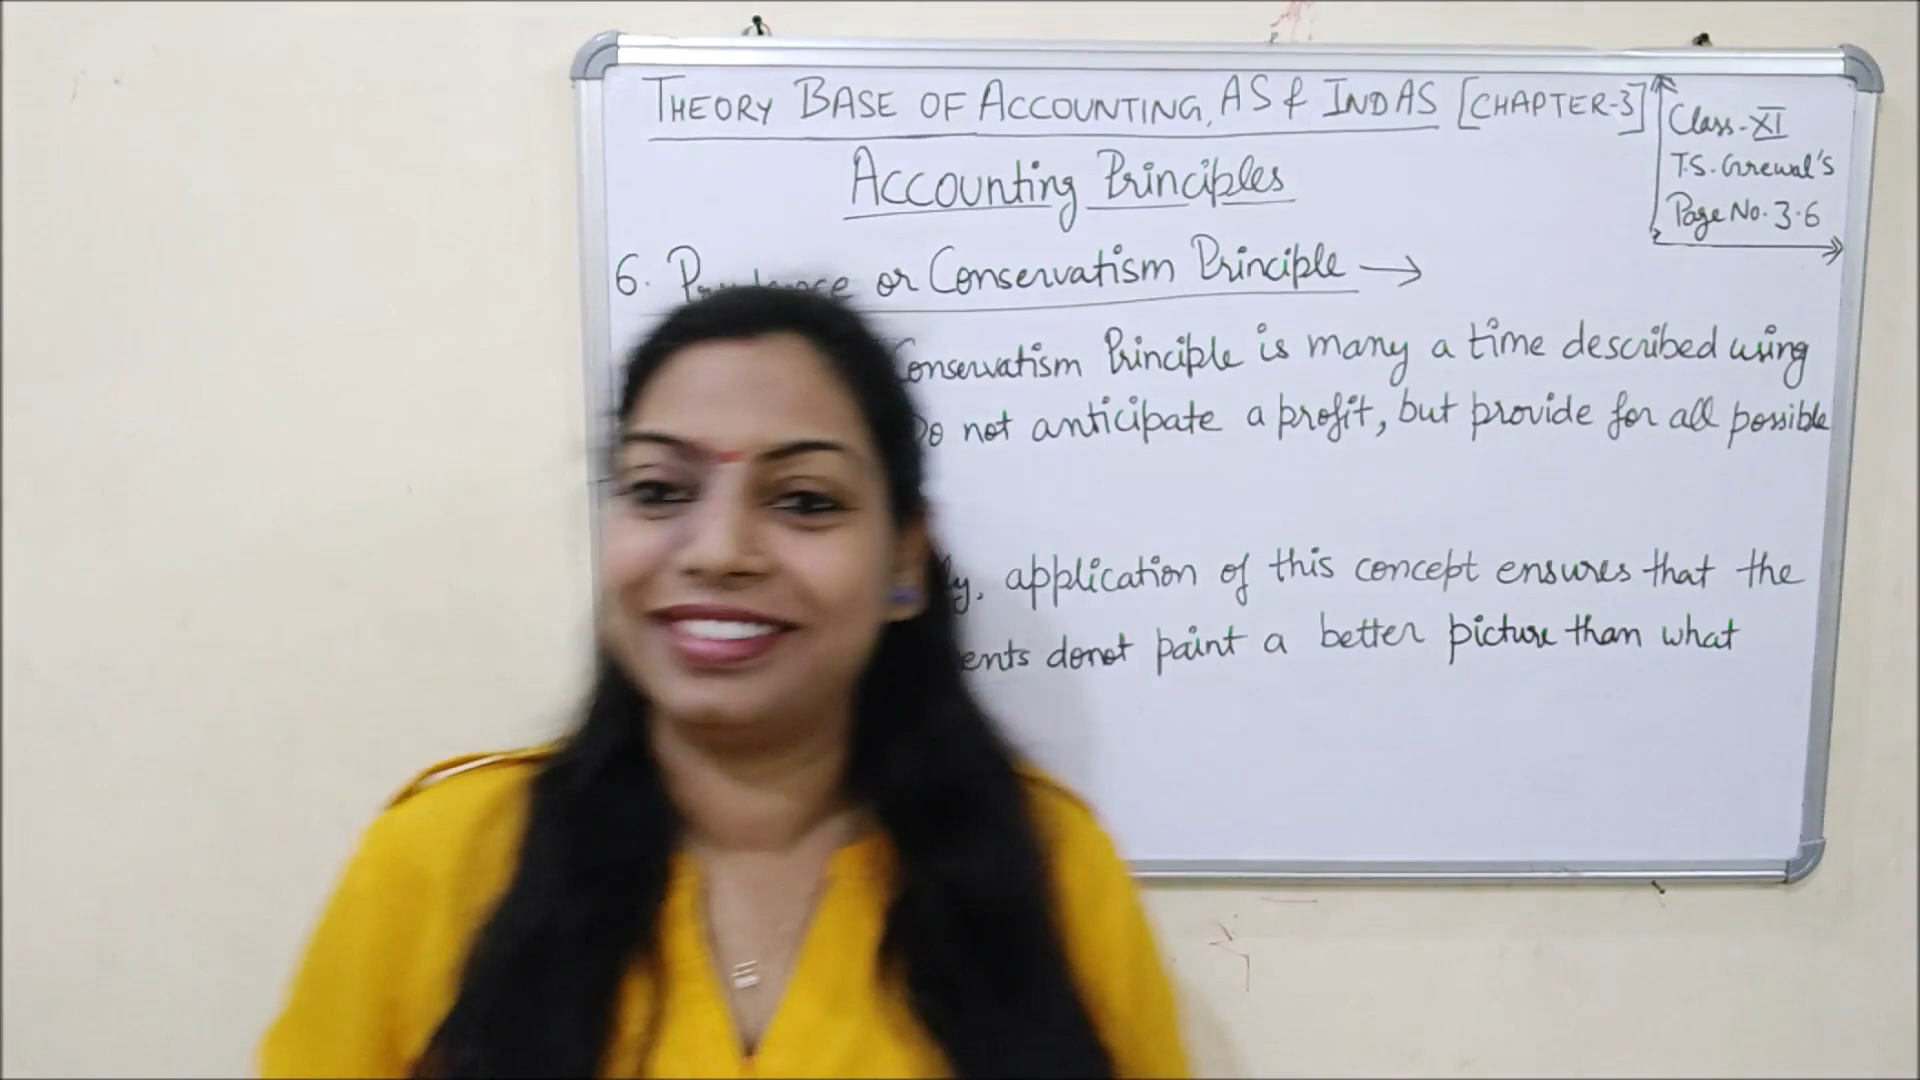 THEORY BASE OF ACCOUNTING, AS & IND AS [CHAPTER-3]
Class-XI
T.S. Grewal's
Page No. 3.6
Accounting Principles
6. or Conservatism Principle →
Conservatism Principle is many a time described using
Do not anticipate a profit, but provide for all possible
application of this concept ensures that the
donot paint a better picture than what